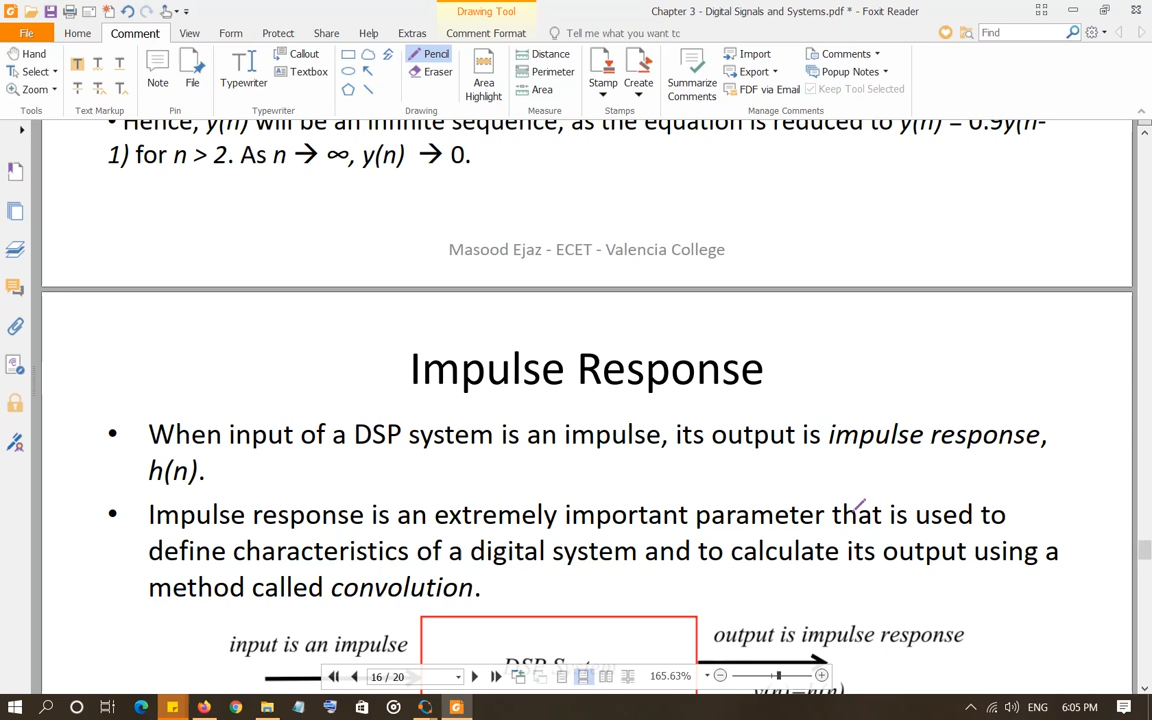 Drawing Tool
Chapter 3 - Digital Signals and Systems.pdf * - Foxit Reader
File Home Comment View Form Protect Share Help Extras Comment Format Tell me what you want to do... Find
Hand
Select
Zoom
Tools
Text Markup
Note
File
Pin
Typewriter
Callout
Textbox
Typewriter
Pencil
Eraser
Drawing
Area
Highlight
Distance
Perimeter
Area
Measure
Stamp
Create
Stamps
Summarize
Comments
Import
Export
FDF via Email
Comments
Popup Notes
Keep Tool Selected
Manage Comments
• Hence, y(n) will be an infinite sequence, as the equation is reduced to y(n) = 0.9y(n-
1) for n > 2. As n → ∞, y(n) → 0.
Masood Ejaz - ECET - Valencia College
Impulse Response
• When input of a DSP system is an impulse, its output is impulse response,
h(n).
• Impulse response is an extremely important parameter that is used to
define characteristics of a digital system and to calculate its output using a
method called convolution.
input is an impulse
output is impulse response
DSP System
y(n)=h(n)
16 / 20
165.63%
ENG 6:05 PM